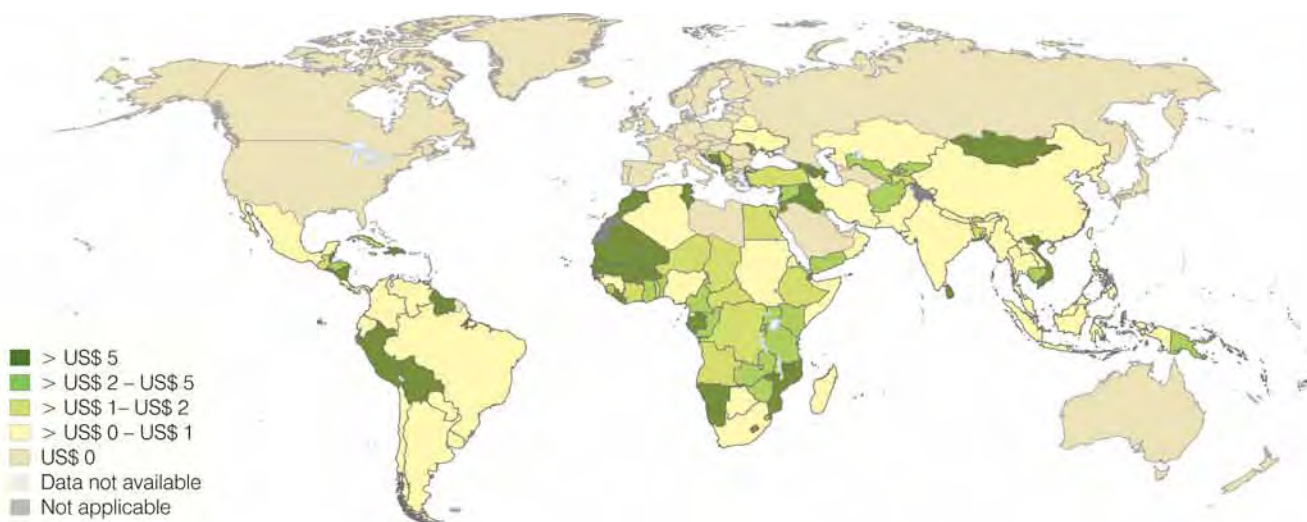 > US$ 5
> US$ 2 – US$ 5
> US$ 1– US$ 2
> US$ 0 – US$ 1
US$ 0
Data not available
Not applicable